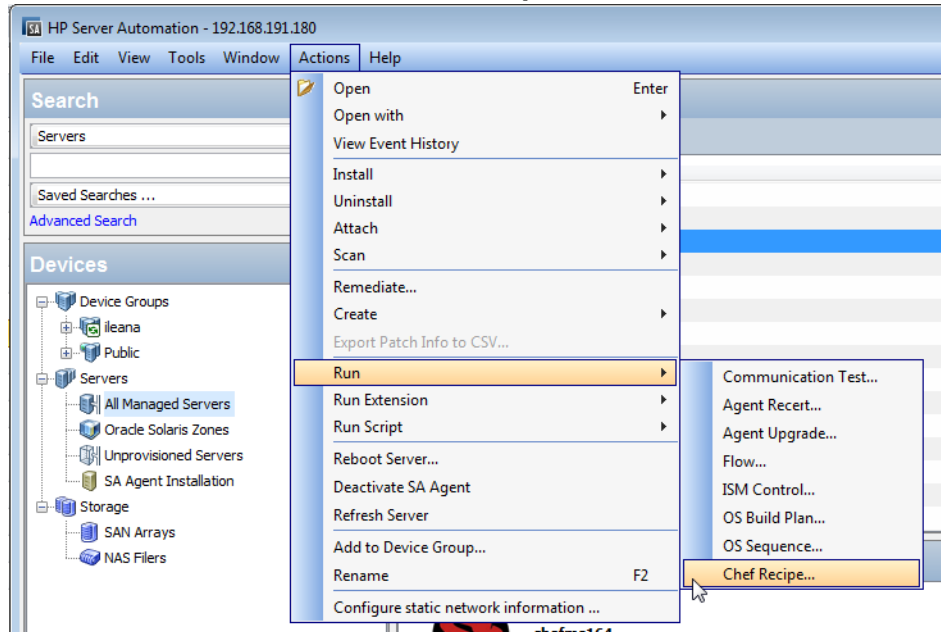 SA HP Server Automation - 192.168.191.180
File Edit View Tools Window Actions Help
Search
Servers
Saved Searches ...
Advanced Search
Devices
Device Groups
ileana
Public
Servers
All Managed Servers
Oracle Solaris Zones
Unprovisioned Servers
SA Agent Installation
Storage
SAN Arrays
NAS Filers
Open Enter
Open with
View Event History
Install
Uninstall
Attach
Scan
Remediate...
Create
Export Patch Info to CSV...
Run
Run Extension
Run Script
Reboot Server...
Deactivate SA Agent
Refresh Server
Add to Device Group...
Rename F2
Configure static network information ...
Communication Test...
Agent Recert...
Agent Upgrade...
Flow...
ISM Control...
OS Build Plan...
OS Sequence...
Chef Recipe...